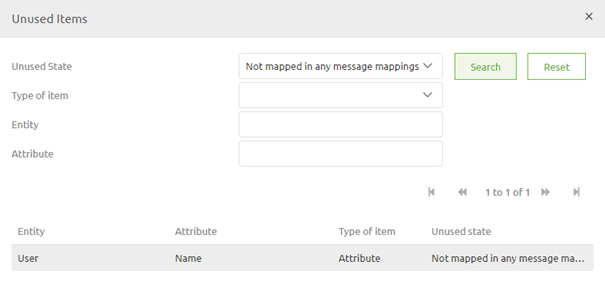 Unused Items
Unused State
Not mapped in any message mappings
Search
Reset
Type of item
Entity
Attribute
1 to 1 of 1
Entity Attribute Type of item Unused state
User Name Attribute Not mapped in any message ma...